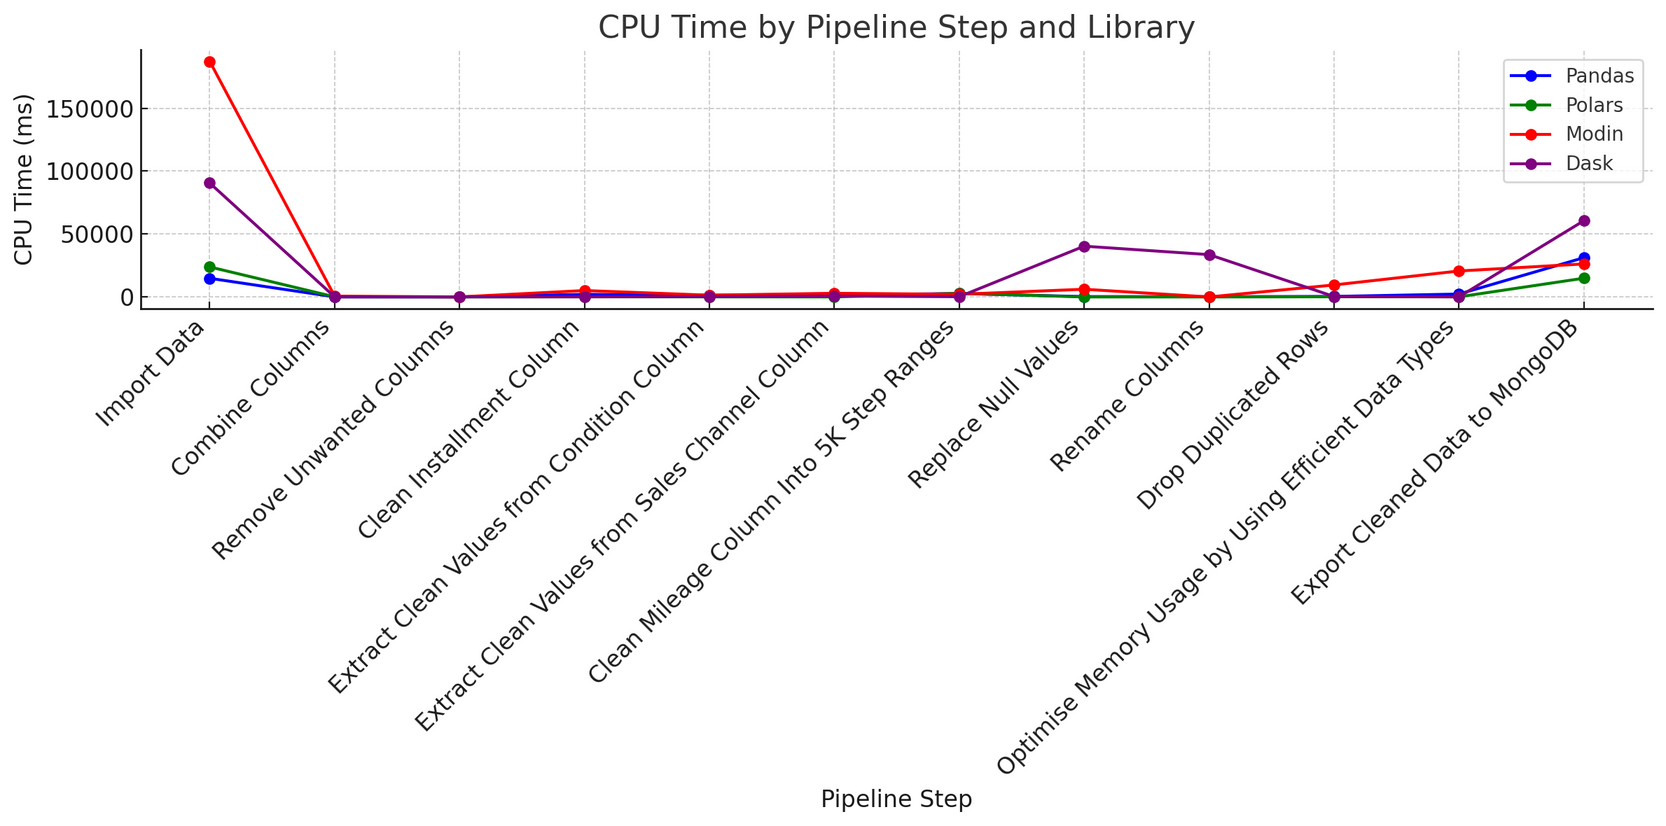 CPU Time by Pipeline Step and Library
CPU Time (ms)
150000
100000
50000
0
Pandas
Polars
Modin
Dask
Import Data
Combine Columns
Remove Unwanted Columns
Clean Installment Column
Extract Clean Values from Condition Column
Extract Clean Values from Sales Channel Column
Clean Mileage Column Into 5K Step Ranges
Replace Null Values
Rename Columns
Drop Duplicated Rows
Optimise Memory Usage by Using Efficient Data Types
Export Cleaned Data to MongoDB
Pipeline Step